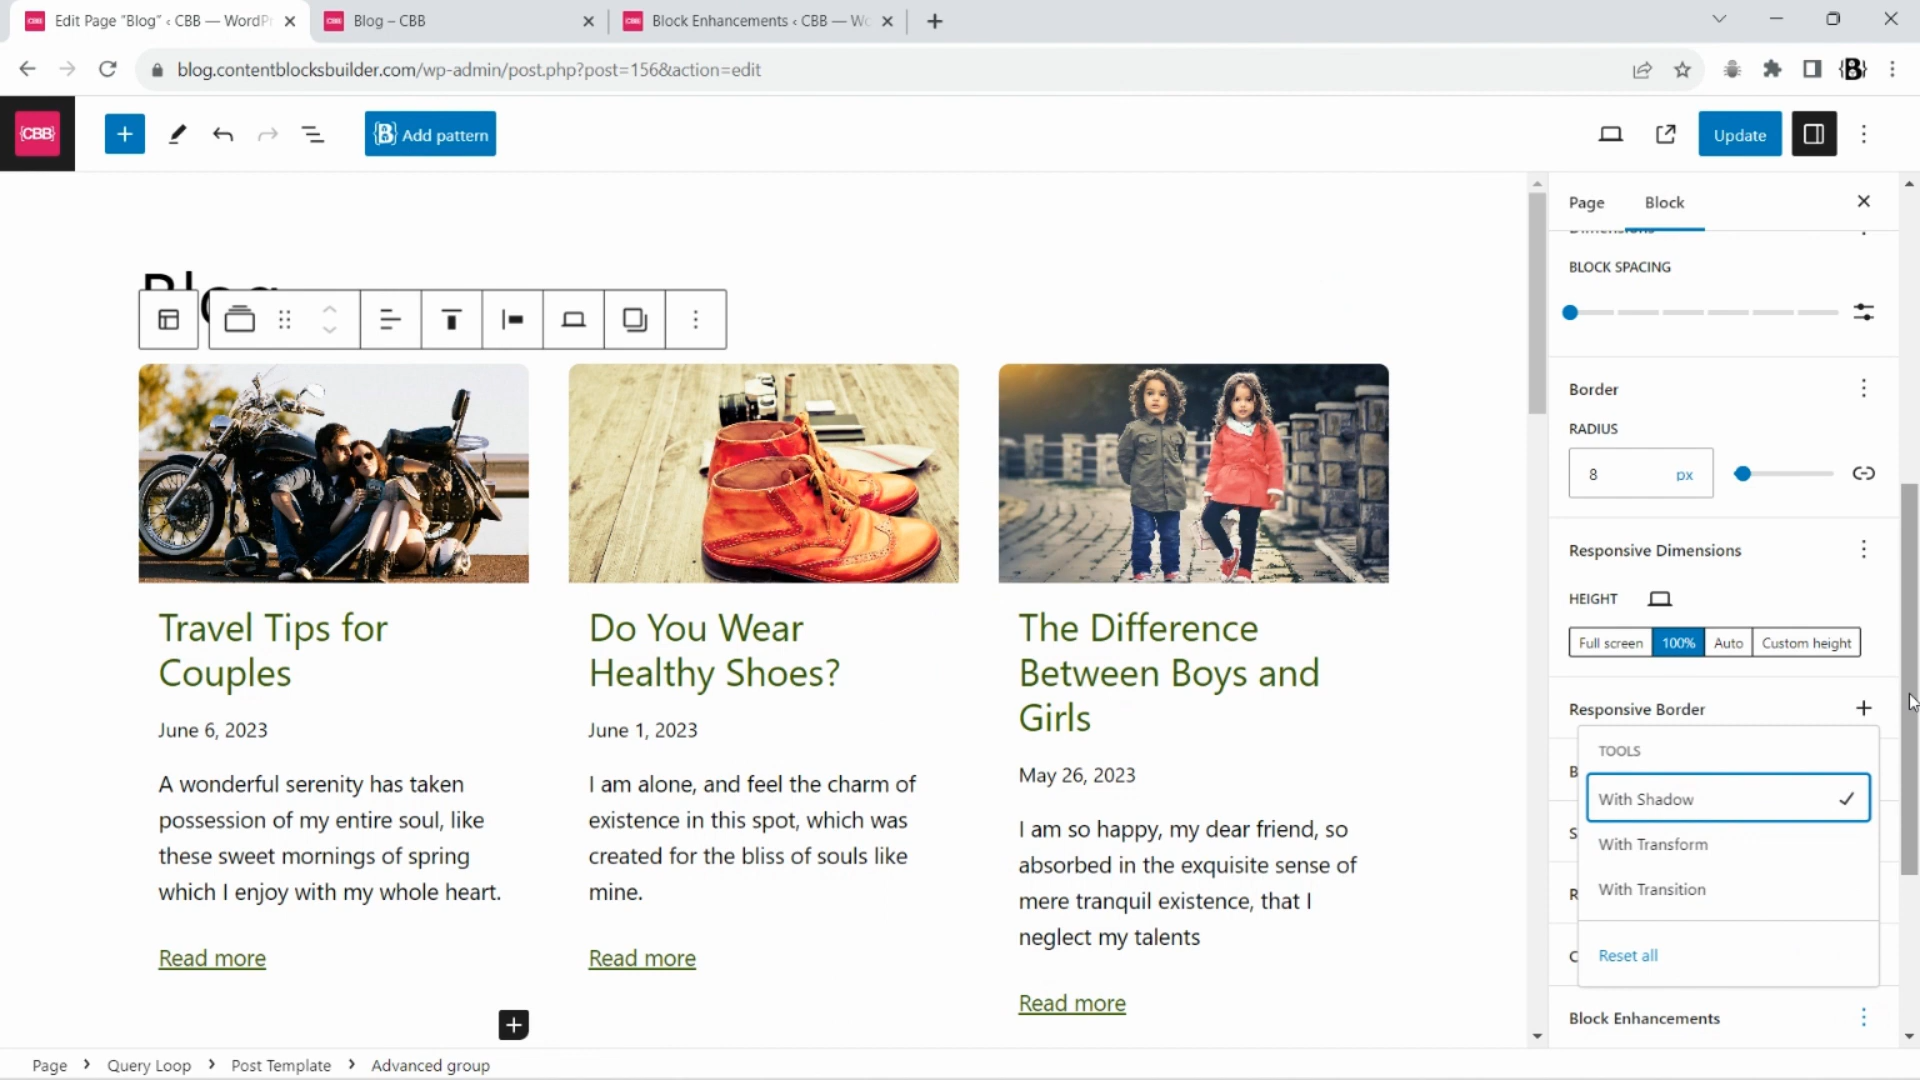 Edit Page "Blog" ‹ CBB — WordPr
Blog – CBB
Block Enhancements ‹ CBB — Wo
blog.contentblocksbuilder.com/wp-admin/post.php?post=156&action=edit
{CBB}
Add pattern
Update
Page
Block
BLOCK SPACING
Border
RADIUS
8
px
Responsive Dimensions
HEIGHT
Full screen
100%
Auto
Custom height
Responsive Border
TOOLS
With Shadow
With Transform
With Transition
Reset all
Block Enhancements
Blog
Travel Tips for
Couples
June 6, 2023
A wonderful serenity has taken
possession of my entire soul, like
these sweet mornings of spring
which I enjoy with my whole heart.
Read more
Do You Wear
Healthy Shoes?
June 1, 2023
I am alone, and feel the charm of
existence in this spot, which was
created for the bliss of souls like
mine.
Read more
The Difference
Between Boys and
Girls
May 26, 2023
I am so happy, my dear friend, so
absorbed in the exquisite sense of
mere tranquil existence, that I
neglect my talents
Read more
Page › Query Loop › Post Template › Advanced group